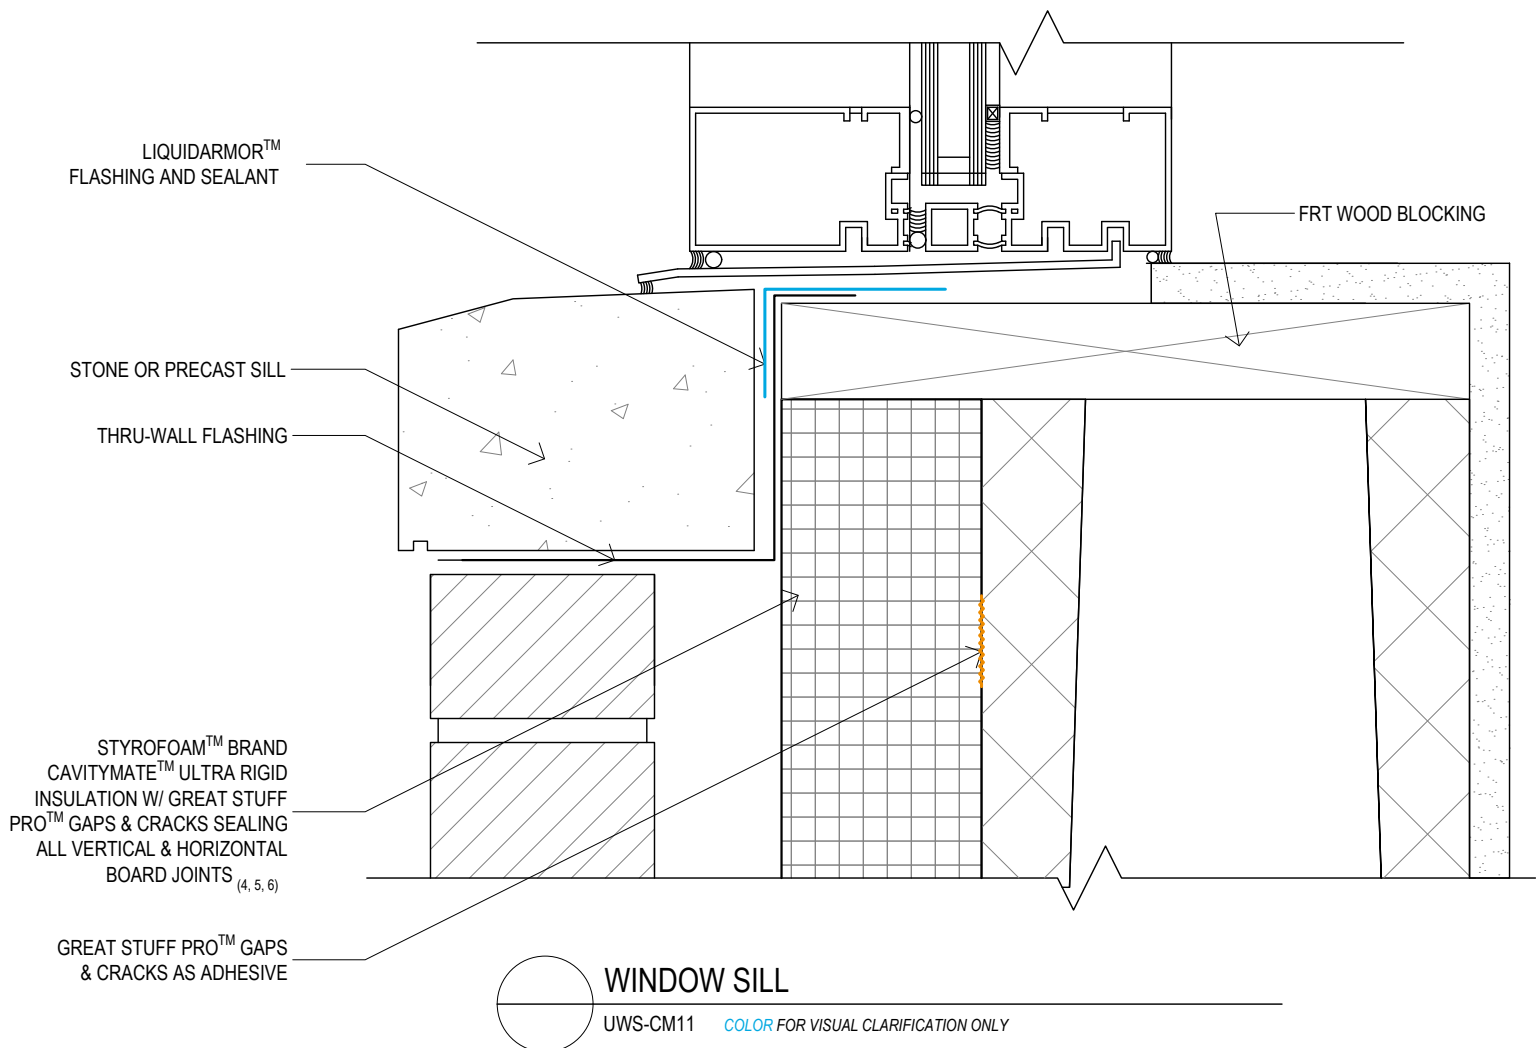 LIQUIDARMOR™
FLASHING AND SEALANT
FRT WOOD BLOCKING
STONE OR PRECAST SILL
THRU-WALL FLASHING
STYROFOAM™ BRAND
CAVITYMATE™ ULTRA RIGID
INSULATION W/ GREAT STUFF
PRO™ GAPS & CRACKS SEALING
ALL VERTICAL & HORIZONTAL
BOARD JOINTS (4, 5, 6)
GREAT STUFF PRO™ GAPS
& CRACKS AS ADHESIVE
WINDOW SILL
UWS-CM11 COLOR FOR VISUAL CLARIFICATION ONLY